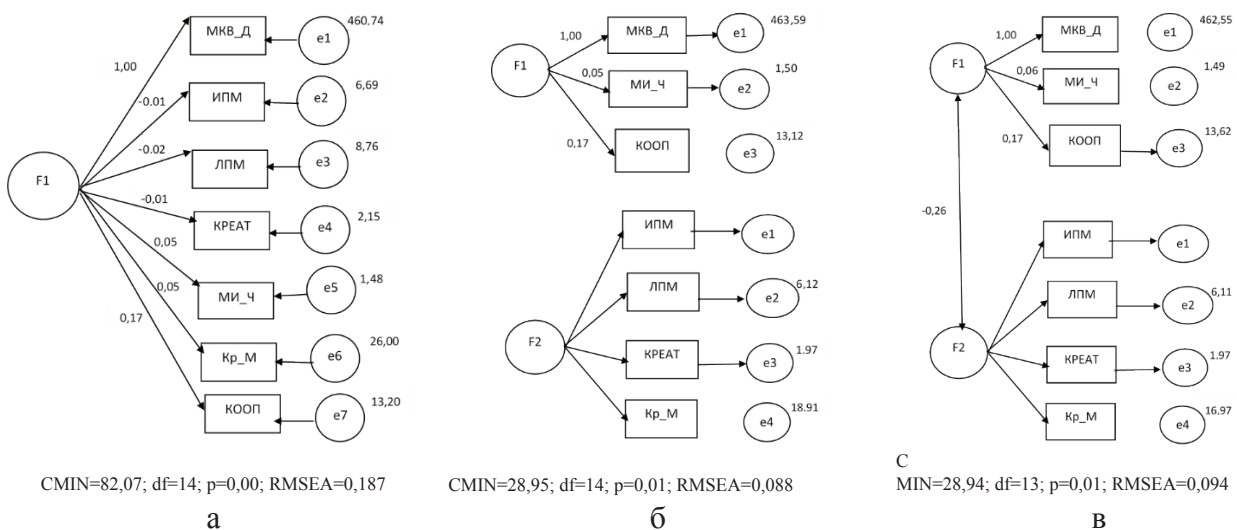 460,74
МКВ_Д
e1
1,00
6,69
ИПМ
e2
-0.01
8,76
ЛПМ
e3
-0.02
F1
2,15
КРЕАТ
e4
-0,01
1,48
МИ_Ч
e5
0,05
26,00
Кр_М
e6
0,05
13,20
КООП
e7
0,17
CMIN=82,07; df=14; p=0,00; RMSEA=0,187
а
463,59
МКВ_Д
e1
1,00
F1
1,50
МИ_Ч
e2
0,05
13,12
КООП
e3
0,17
ИПМ
e1
6,12
ЛПМ
e2
F2
1.97
КРЕАТ
e3
18.91
Кр_М
e4
CMIN=28,95; df=14; p=0,01; RMSEA=0,088
б
462,55
МКВ_Д
e1
1,00
F1
1,49
МИ_Ч
e2
0,06
13,62
КООП
e3
0,17
-0,26
ИПМ
e1
6,11
ЛПМ
e2
F2
1.97
КРЕАТ
e3
16.97
Кр_М
e4
С
MIN=28,94; df=13; p=0,01; RMSEA=0,094
в